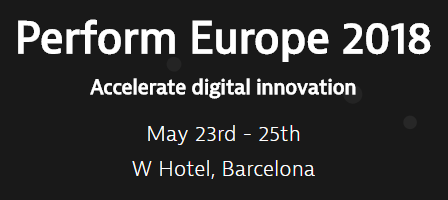 Perform Europe 2018
Accelerate digital innovation
May 23rd - 25th
W Hotel, Barcelona